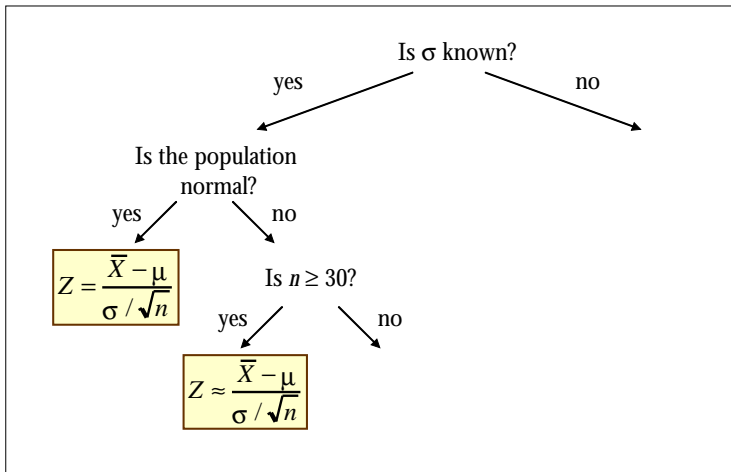 Is σ known?
yes
no
Is the population
normal?
yes
no
Z = (X̄ − μ) / (σ / √n)
Is n ≥ 30?
yes
no
Z ≈ (X̄ − μ) / (σ / √n)